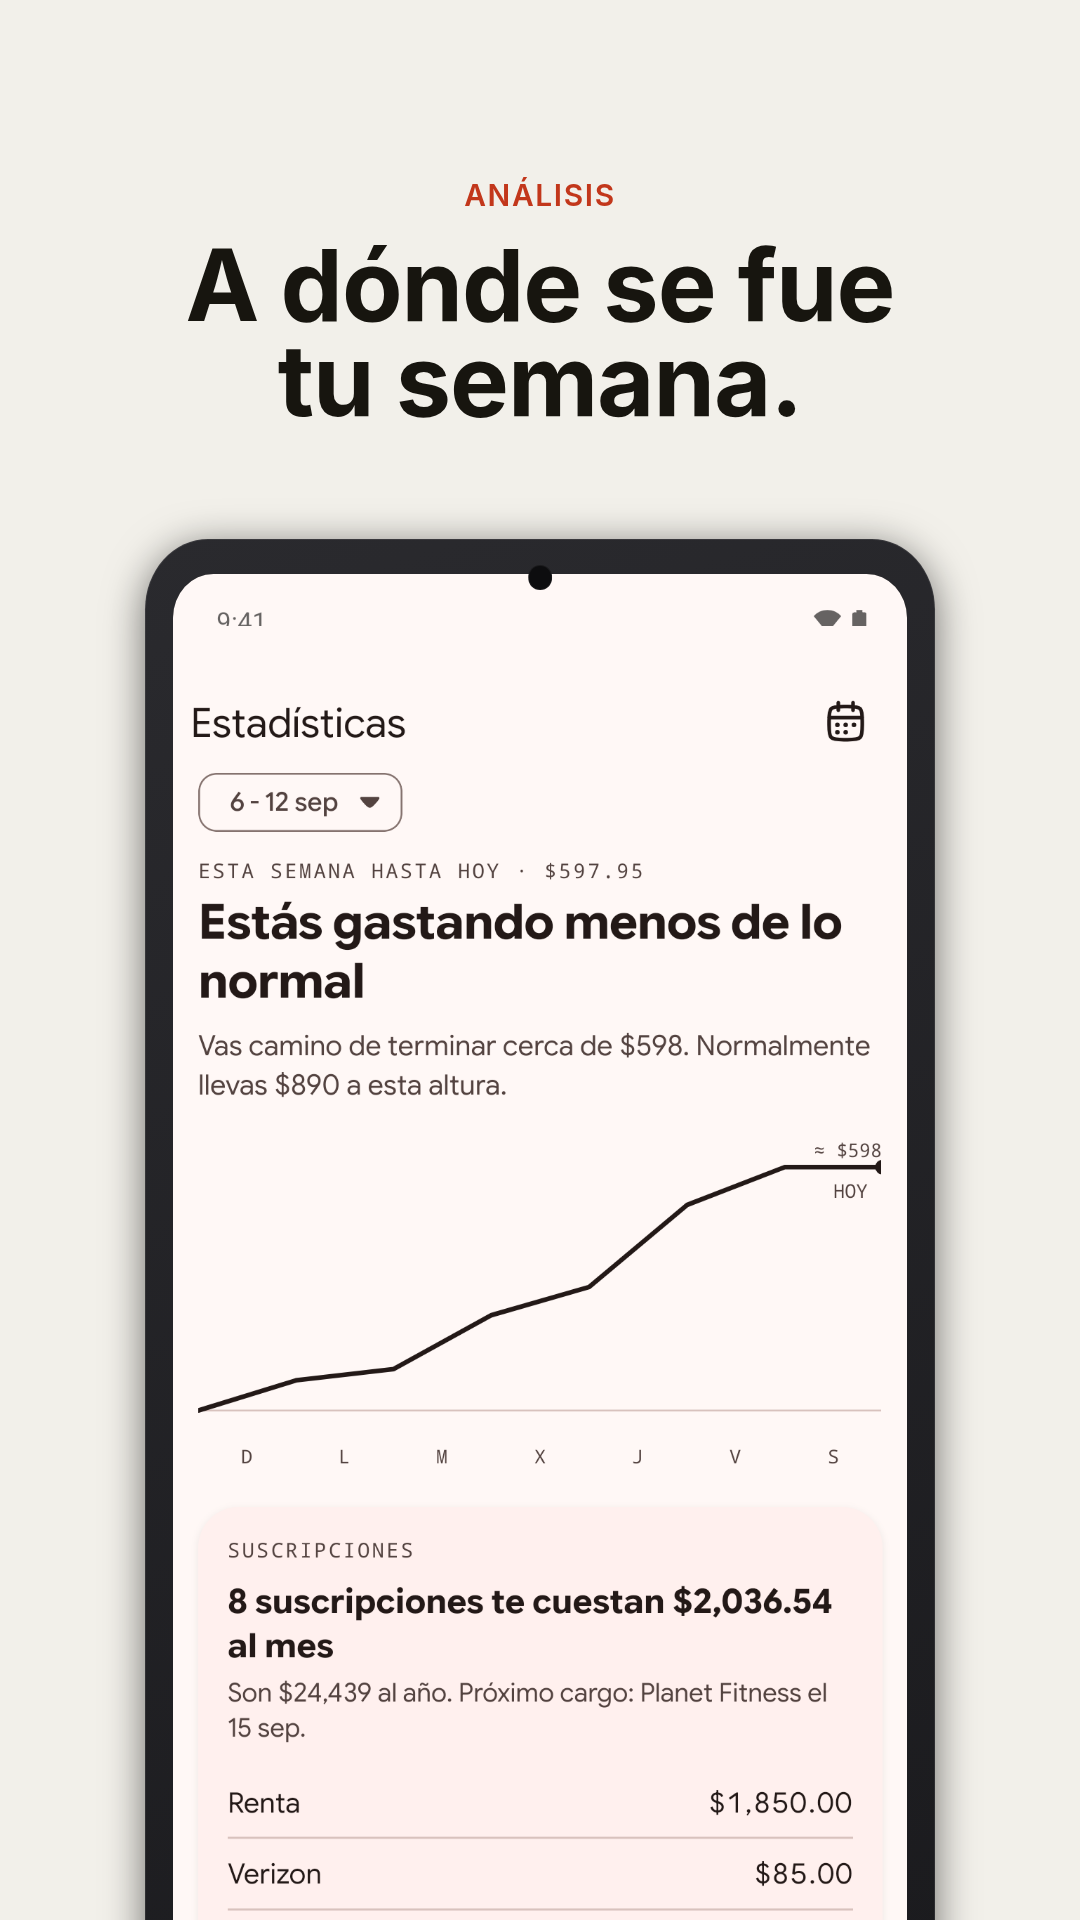 ANÁLISIS
A dónde se fue
tu semana.
9:41
Estadísticas
6 - 12 sep
ESTA SEMANA HASTA HOY · $597.95
Estás gastando menos de lo
normal
Vas camino de terminar cerca de $598. Normalmente
llevas $890 a esta altura.
≈ $598
HOY
D L M X J V S
SUSCRIPCIONES
8 suscripciones te cuestan $2,036.54
al mes
Son $24,439 al año. Próximo cargo: Planet Fitness el
15 sep.
Renta $1,850.00
Verizon $85.00